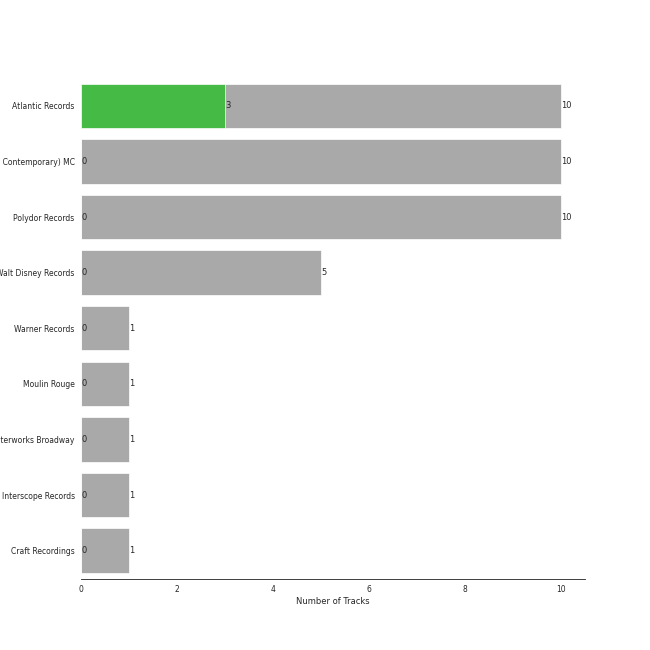 Atlantic Records 3 10
Contemporary) MC 0 10
Polydor Records 0 10
Walt Disney Records 0 5
Warner Records 0 1
Moulin Rouge 0 1
terworks Broadway 0 1
Interscope Records 0 1
Craft Recordings 0 1
0 2 4 6 8 10
Number of Tracks